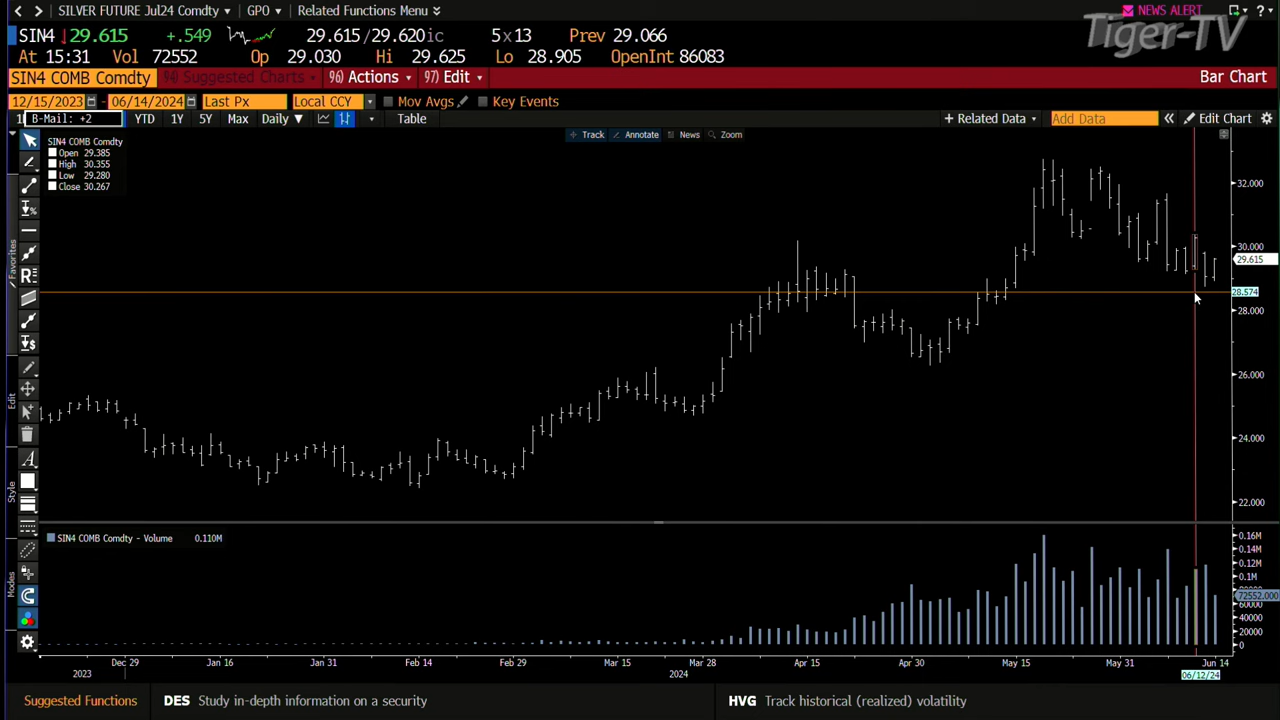 SILVER FUTURE Jul24 Comdty GPO Related Functions Menu NEWS ALERT
Tiger-TV
SIN4 29.615 +.549 29.615/29.620ic 5x13 Prev 29.066
At 15:31 Vol 72552 Op 29.030 Hi 29.625 Lo 28.905 OpenInt 86083
SIN4 COMB Comdty 94) Suggested Charts 96) Actions 97) Edit Bar Chart
12/15/2023 - 06/14/2024 Last Px Local CCY Mov Avgs Key Events
B-Mail: +2 YTD 1Y 5Y Max Daily Table + Related Data Add Data Edit Chart
Track Annotate News Zoom
SIN4 COMB Comdty
Open 29.385
High 30.355
Low 29.280
Close 30.267
Favorites
Edit
Style
Modes
32.000
30.000
29.615
28.574
28.000
26.000
24.000
22.000
SIN4 COMB Comdty - Volume 0.110M
0.16M
0.14M
0.12M
0.1M
72552.000
60000
40000
20000
0
Dec 29 Jan 16 Jan 31 Feb 14 Feb 29 Mar 15 Mar 28 Apr 15 Apr 30 May 15 May 31 Jun 14
2023 2024 06/12/24
Suggested Functions DES Study in-depth information on a security HVG Track historical (realized) volatility